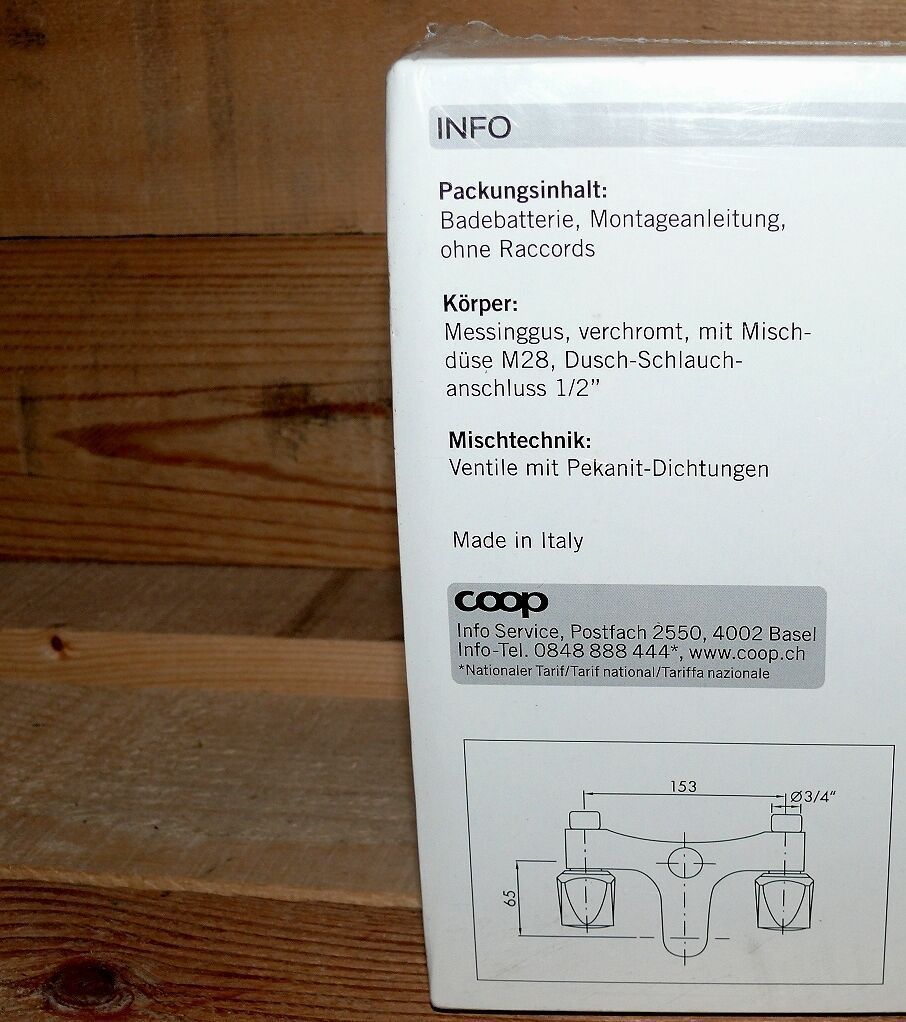 INFO
Packungsinhalt:
Badebatterie, Montageanleitung,
ohne Raccords
Körper:
Messinggus, verchromt, mit Misch-
düse M28, Dusch-Schlauch-
anschluss 1/2”
Mischtechnik:
Ventile mit Pekanit-Dichtungen
Made in Italy
coop
Info Service, Postfach 2550, 4002 Basel
Info-Tel. 0848 888 444*, www.coop.ch
*Nationaler Tarif/Tarif national/Tariffa nazionale
153
Ø3/4“
65